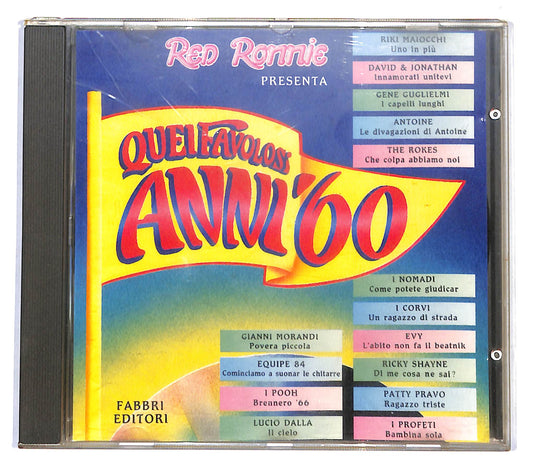 RED RONNIE
PRESENTA
QUEI FAVOLOSI
ANNI '60
RIKI MAIOCCHI
Uno in più
DAVID & JONATHAN
Innamorati unitevi
GENE GUGLIELMI
I capelli lunghi
ANTOINE
Le divagazioni di Antoine
THE ROKES
Che colpa abbiamo noi
I NOMADI
Come potete giudicar
I CORVI
Un ragazzo di strada
EVY
L'abito non fa il beatnik
RICKY SHAYNE
Di me cosa ne sai?
PATTY PRAVO
Ragazzo triste
I PROFETI
Bambina sola
GIANNI MORANDI
Povera piccola
EQUIPE 84
Cominciamo a suonar le chitarre
I POOH
Brennero '66
LUCIO DALLA
Il cielo
FABBRI
EDITORI